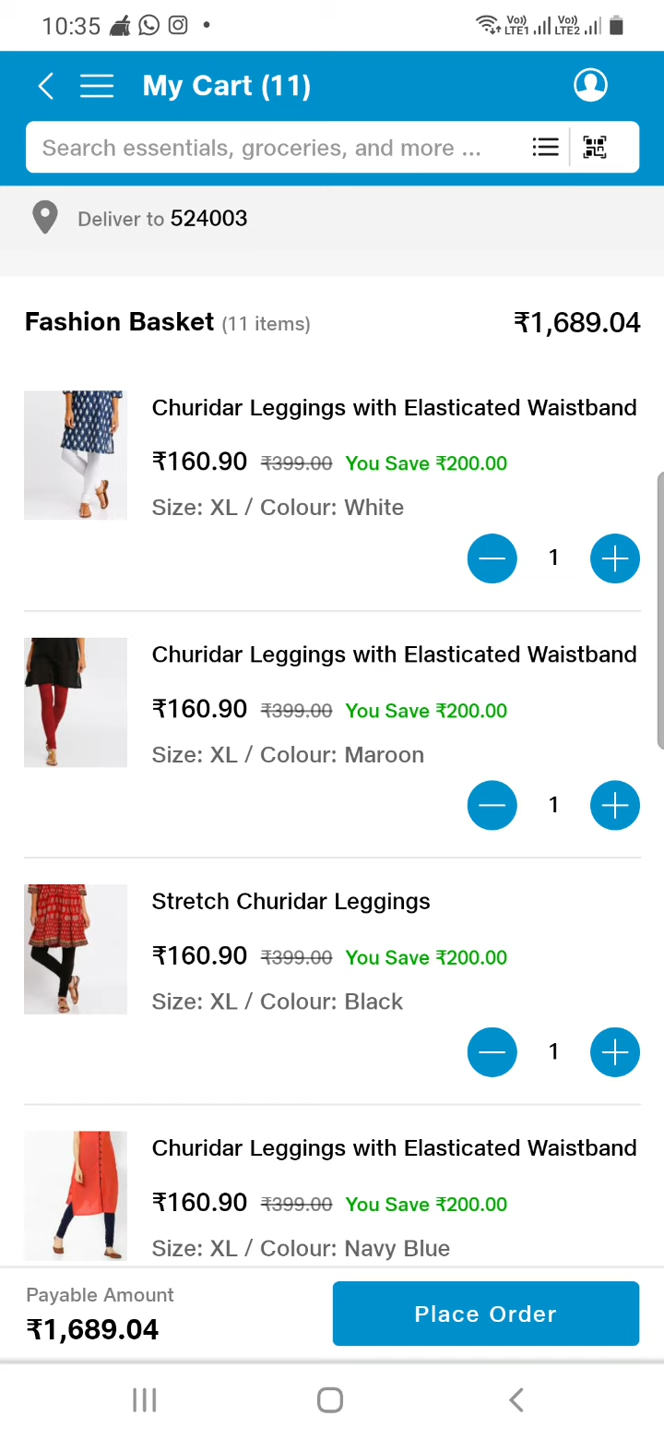 10:35
Vo)) LTE1 Vo)) LTE2
My Cart (11)
Search essentials, groceries, and more ...
Deliver to 524003
Fashion Basket (11 items) ₹1,689.04
Churidar Leggings with Elasticated Waistband
₹160.90 ₹399.00 You Save ₹200.00
Size: XL / Colour: White
1
Churidar Leggings with Elasticated Waistband
₹160.90 ₹399.00 You Save ₹200.00
Size: XL / Colour: Maroon
1
Stretch Churidar Leggings
₹160.90 ₹399.00 You Save ₹200.00
Size: XL / Colour: Black
1
Churidar Leggings with Elasticated Waistband
₹160.90 ₹399.00 You Save ₹200.00
Size: XL / Colour: Navy Blue
Payable Amount
₹1,689.04
Place Order